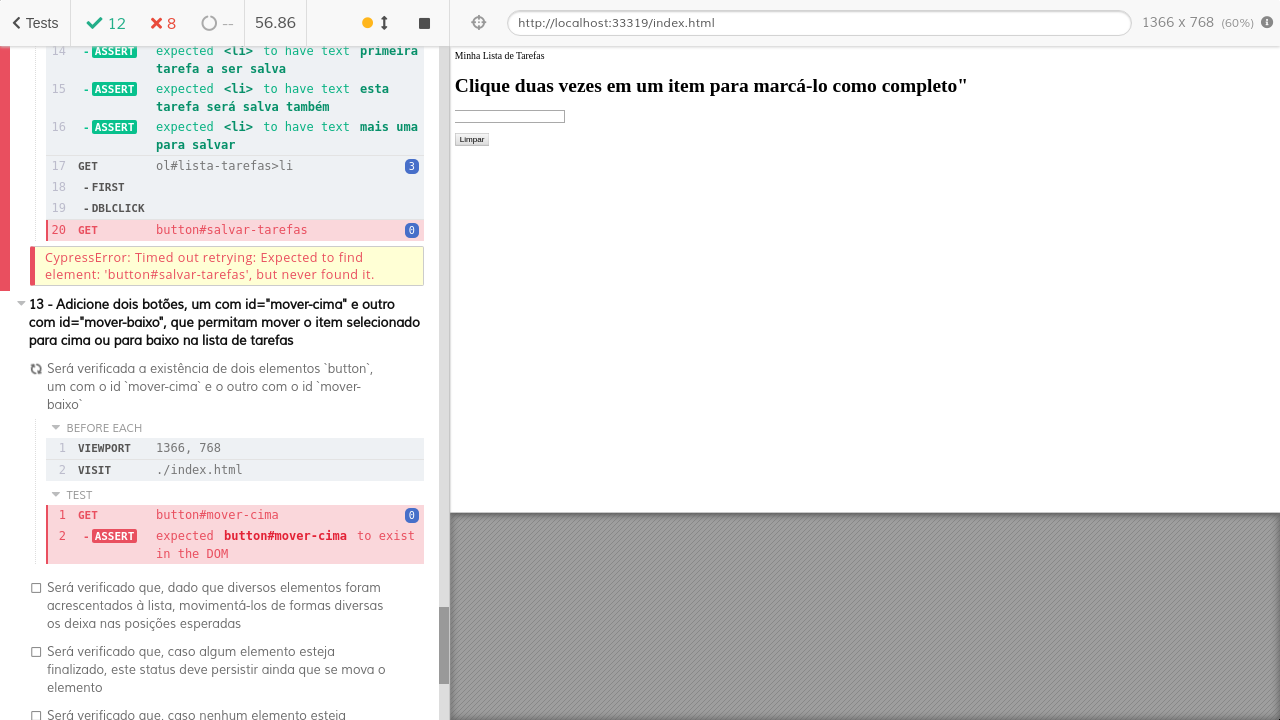 Tests 12 8 -- 56.86 http://localhost:33319/index.html 1366 x 768 (60%)
14 - ASSERT expected <li> to have text primeira
tarefa a ser salva
15 - ASSERT expected <li> to have text esta
tarefa será salva também
16 - ASSERT expected <li> to have text mais uma
para salvar
17 GET ol#lista-tarefas>li 3
18 - FIRST
19 - DBLCLICK
20 GET button#salvar-tarefas 0
CypressError: Timed out retrying: Expected to find
element: 'button#salvar-tarefas', but never found it.
13 - Adicione dois botões, um com id="mover-cima" e outro
com id="mover-baixo", que permitam mover o item selecionado
para cima ou para baixo na lista de tarefas
Será verificada a existência de dois elementos `button`,
um com o id `mover-cima` e o outro com o id `mover-
baixo`
BEFORE EACH
1 VIEWPORT 1366, 768
2 VISIT ./index.html
TEST
1 GET button#mover-cima 0
2 - ASSERT expected button#mover-cima to exist
in the DOM
Será verificado que, dado que diversos elementos foram
acrescentados à lista, movimentá-los de formas diversas
os deixa nas posições esperadas
Será verificado que, caso algum elemento esteja
finalizado, este status deve persistir ainda que se mova o
elemento
Será verificado que, caso nenhum elemento esteja
Minha Lista de Tarefas
Clique duas vezes em um item para marcá-lo como completo"
Limpar